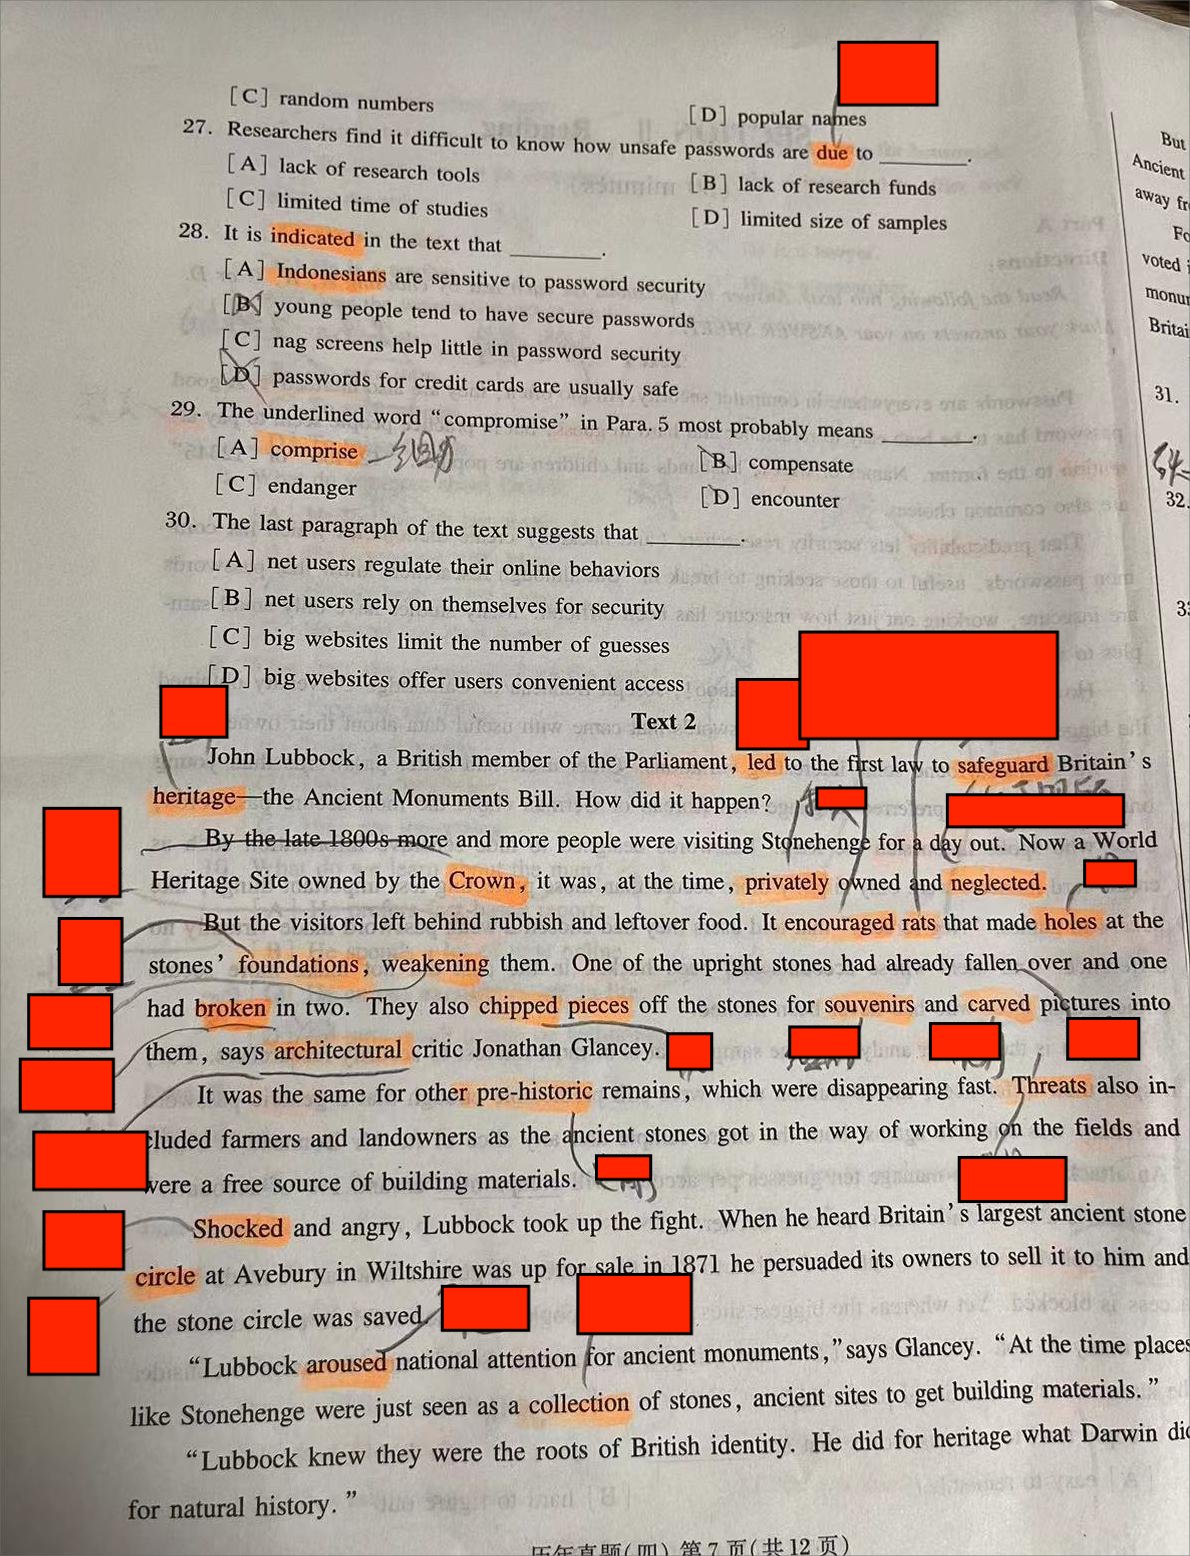 [C] random numbers
[D] popular names
27. Researchers find it difficult to know how unsafe passwords are due to ________.
[A] lack of research tools
[B] lack of research funds
[C] limited time of studies
[D] limited size of samples
28. It is indicated in the text that ________.
[A] Indonesians are sensitive to password security
[B] young people tend to have secure passwords
[C] nag screens help little in password security
[D] passwords for credit cards are usually safe
29. The underlined word “compromise” in Para. 5 most probably means ________.
[A] comprise
[B] compensate
[C] endanger
[D] encounter
30. The last paragraph of the text suggests that ________.
[A] net users regulate their online behaviors
[B] net users rely on themselves for security
[C] big websites limit the number of guesses
[D] big websites offer users convenient access
Text 2
John Lubbock, a British member of the Parliament, led to the first law to safeguard Britain’s
heritage—the Ancient Monuments Bill. How did it happen?
By the late 1800s more and more people were visiting Stonehenge for a day out. Now a World
Heritage Site owned by the Crown, it was, at the time, privately owned and neglected.
But the visitors left behind rubbish and leftover food. It encouraged rats that made holes at the
stones’ foundations, weakening them. One of the upright stones had already fallen over and one
had broken in two. They also chipped pieces off the stones for souvenirs and carved pictures into
them, says architectural critic Jonathan Glancey.
It was the same for other pre-historic remains, which were disappearing fast. Threats also in-
cluded farmers and landowners as the ancient stones got in the way of working on the fields and
were a free source of building materials.
Shocked and angry, Lubbock took up the fight. When he heard Britain’s largest ancient stone
circle at Avebury in Wiltshire was up for sale in 1871 he persuaded its owners to sell it to him and
the stone circle was saved.
“Lubbock aroused national attention for ancient monuments,” says Glancey. “At the time places
like Stonehenge were just seen as a collection of stones, ancient sites to get building materials.”
“Lubbock knew they were the roots of British identity. He did for heritage what Darwin did
for natural history.”
历年真题(四) 第 7 页(共 12 页)
But
Ancient
away fr
Fo
voted i
monu
Britai
31.
32.